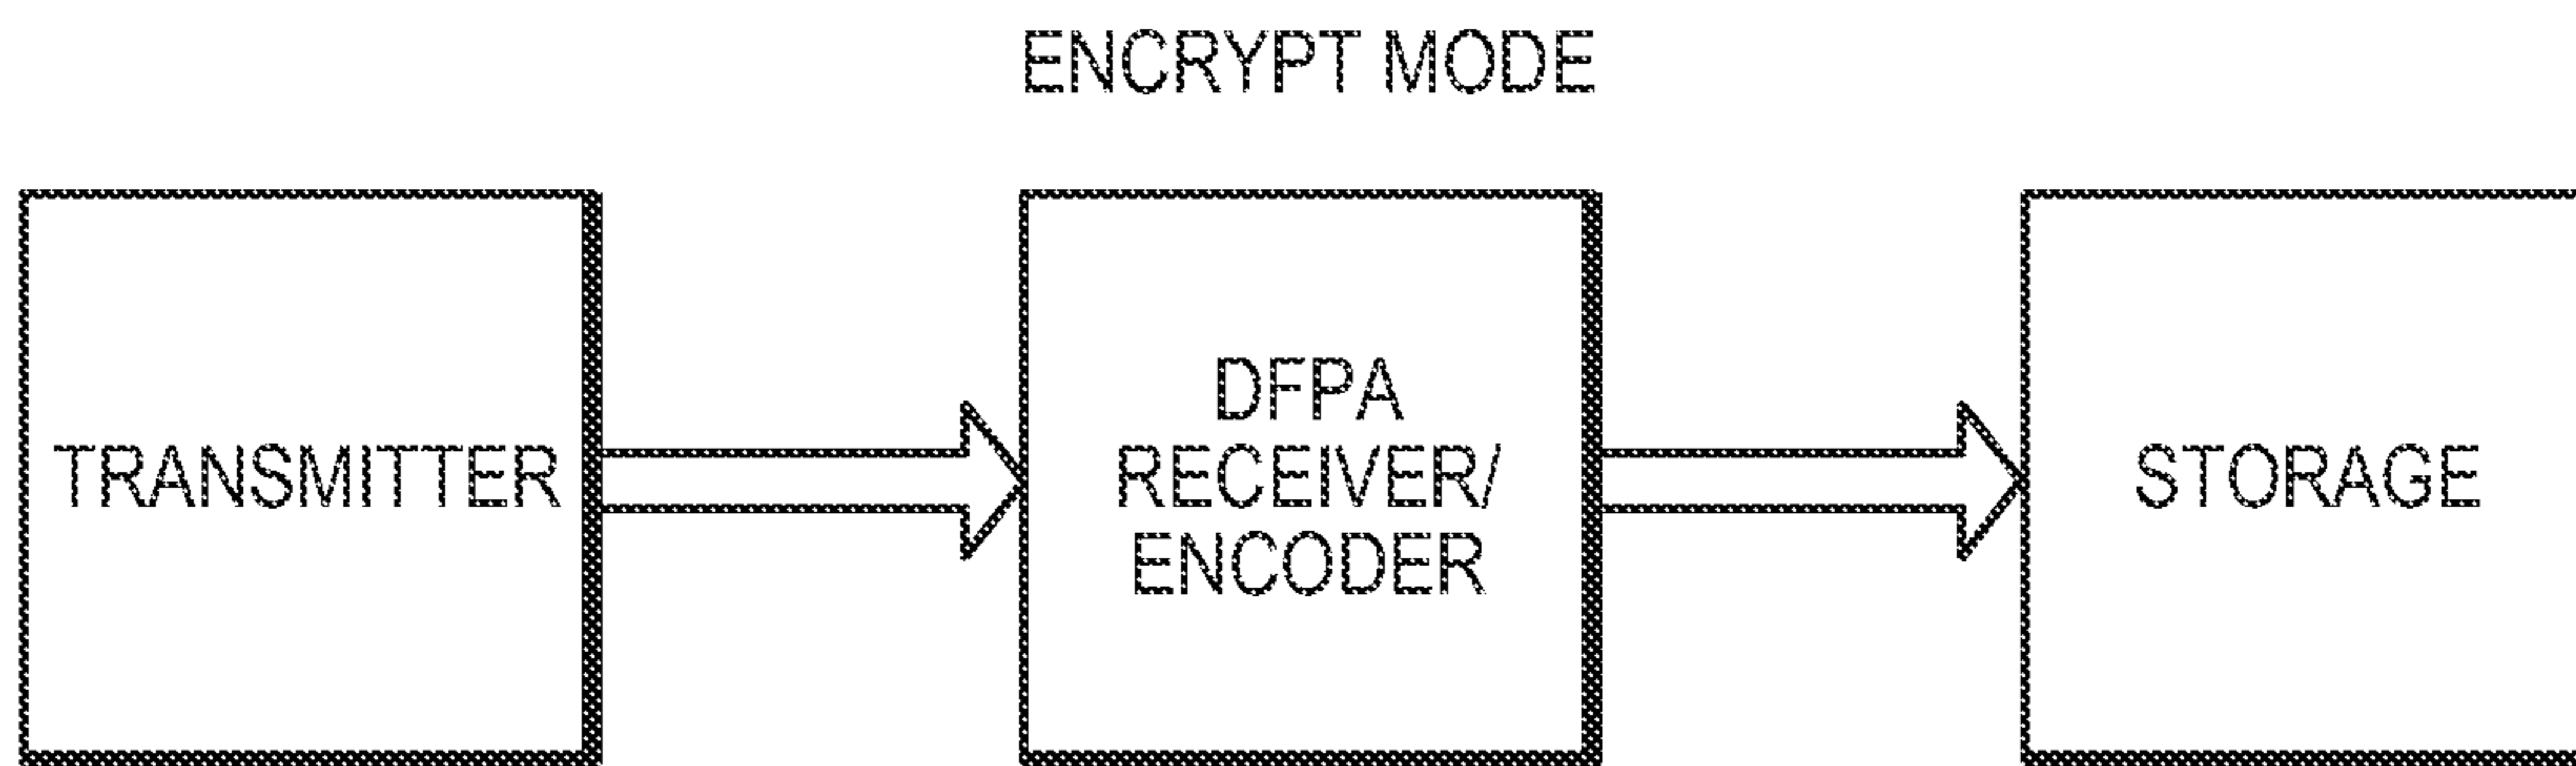 ENCRYPT MODE
TRANSMITTER
DFPA
RECEIVER/
ENCODER
STORAGE